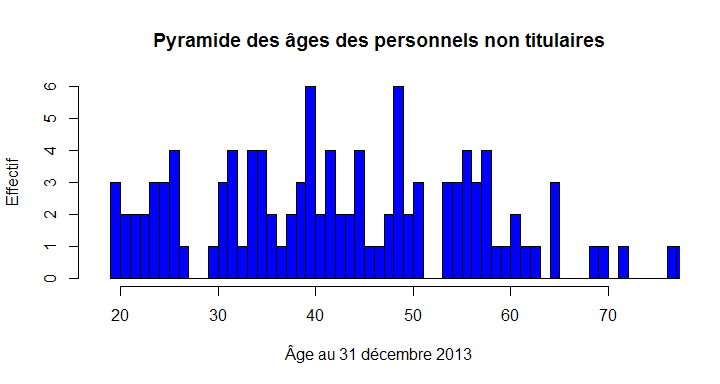 Pyramide des âges des personnels non titulaires
Effectif
6
5
4
3
2
1
0
20 30 40 50 60 70
Âge au 31 décembre 2013